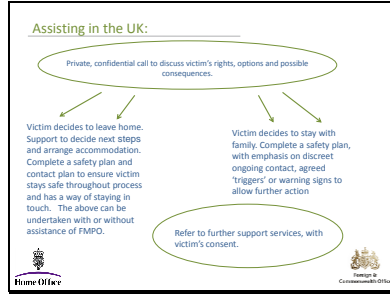 Assisting in the UK:
Private, confidential call to discuss victim's rights, options and possible
consequences.
Victim decides to leave home.
Support to decide next steps
and arrange accommodation.
Complete a safety plan and
contact plan to ensure victim
stays safe throughout process
and has a way of staying in
touch. The above can be
undertaken with or without
assistance of FMPO.
Victim decides to stay with
family. Complete a safety plan,
with emphasis on discreet
ongoing contact, agreed
'triggers' or warning signs to
allow further action
Refer to further support services, with
victim's consent.
Home Office
Foreign &
Commonwealth Office